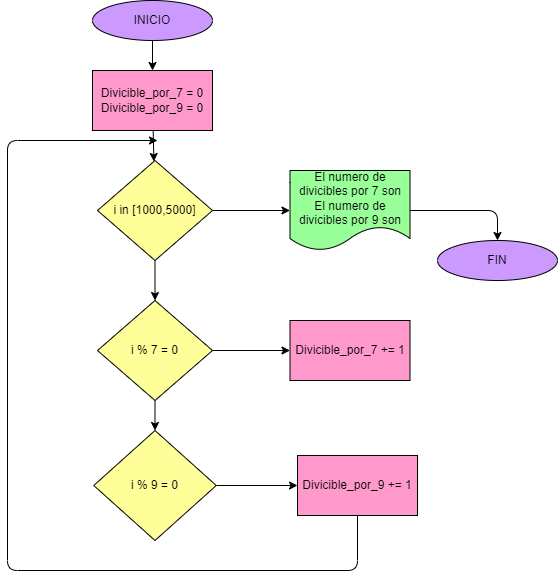 INICIO
Divicible_por_7 = 0
Divicible_por_9 = 0
i in [1000,5000]
El numero de
divicibles por 7 son
El numero de
divicibles por 9 son
FIN
i % 7 = 0
Divicible_por_7 += 1
i % 9 = 0
Divicible_por_9 += 1